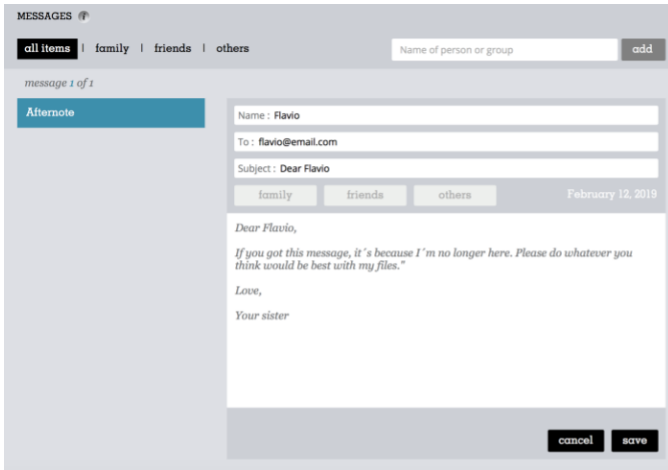 MESSAGES
all items | family | friends | others
Name of person or group
add
message 1 of 1
Afternote
Name : Flavio
To : flavio@email.com
Subject : Dear Flavio
family friends others February 12, 2019
Dear Flavio,
If you got this message, it´s because I´m no longer here. Please do whatever you
think would be best with my files."
Love,
Your sister
cancel save